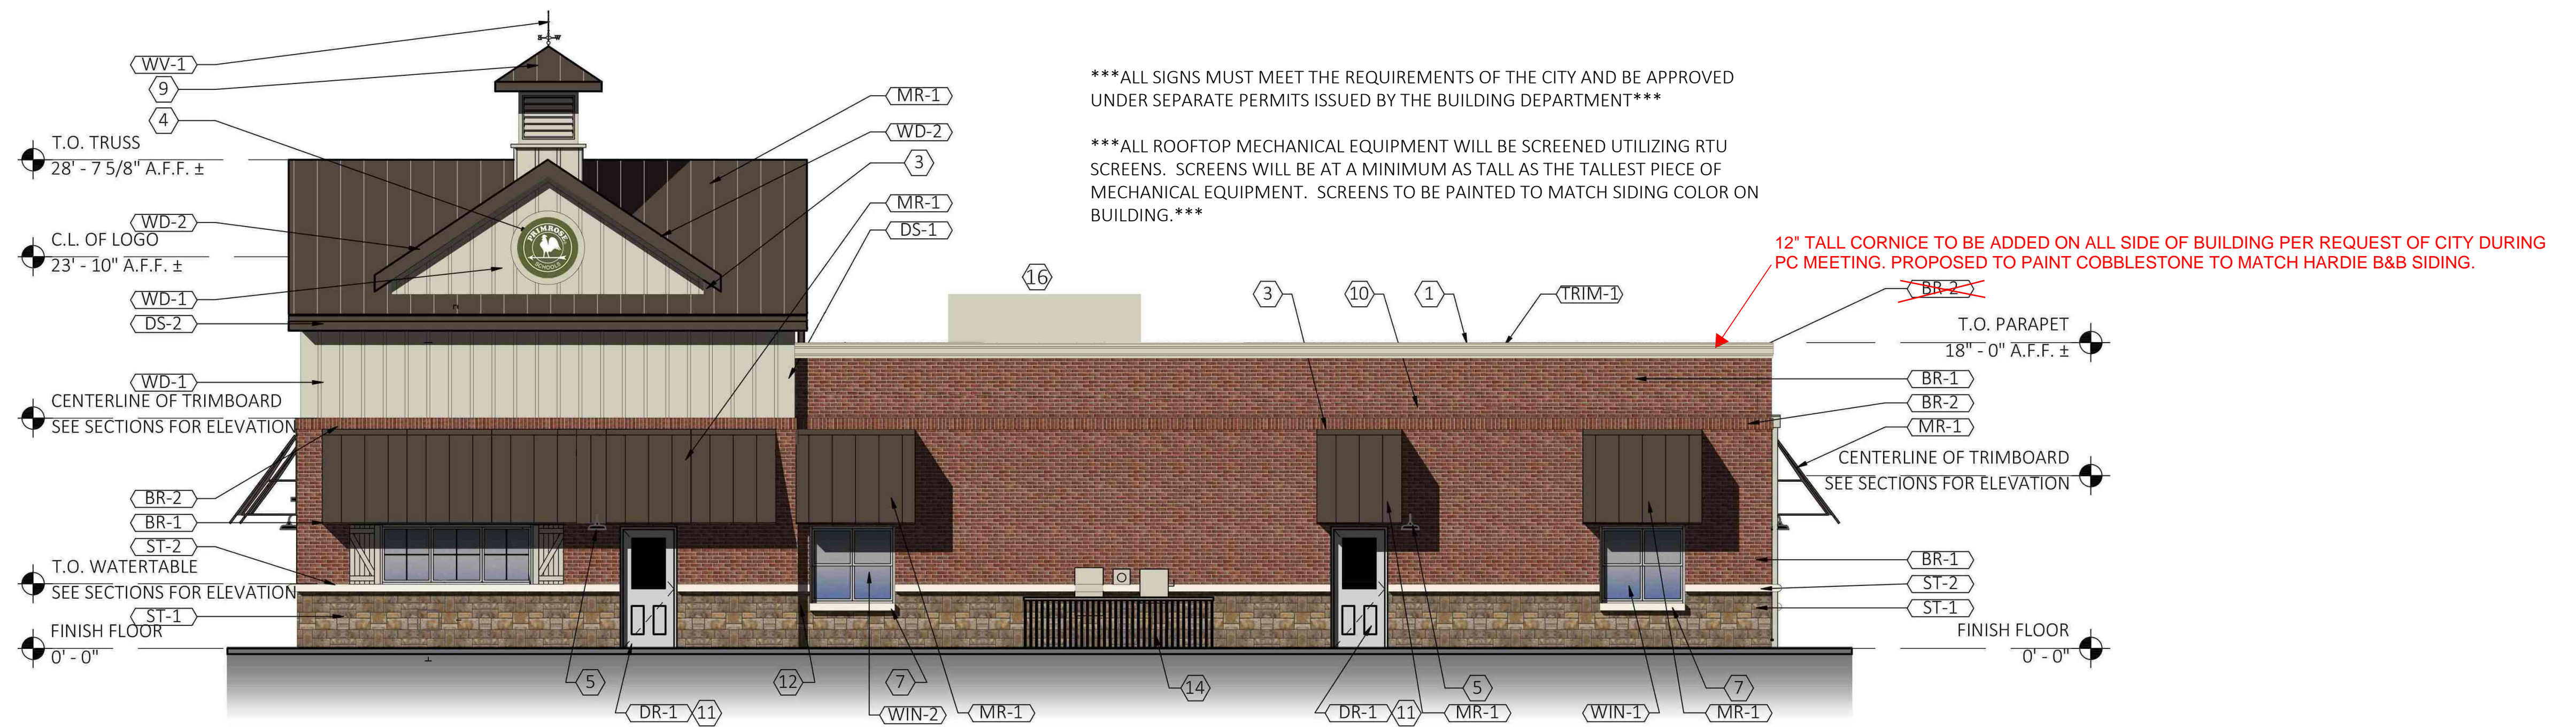 WV-1
9
4
T.O. TRUSS
28' - 7 5/8" A.F.F. ±
WD-2
C.L. OF LOGO
23' - 10" A.F.F. ±
WD-1
DS-2
WD-1
CENTERLINE OF TRIMBOARD
SEE SECTIONS FOR ELEVATION
BR-2
BR-1
ST-2
T.O. WATERTABLE
SEE SECTIONS FOR ELEVATION
ST-1
FINISH FLOOR
0' - 0"
S W
PRIMROSE
SCHOOLS
MR-1
WD-2
3
MR-1
DS-1
***ALL SIGNS MUST MEET THE REQUIREMENTS OF THE CITY AND BE APPROVED
UNDER SEPARATE PERMITS ISSUED BY THE BUILDING DEPARTMENT***
***ALL ROOFTOP MECHANICAL EQUIPMENT WILL BE SCREENED UTILIZING RTU
SCREENS. SCREENS WILL BE AT A MINIMUM AS TALL AS THE TALLEST PIECE OF
MECHANICAL EQUIPMENT. SCREENS TO BE PAINTED TO MATCH SIDING COLOR ON
BUILDING.***
12" TALL CORNICE TO BE ADDED ON ALL SIDE OF BUILDING PER REQUEST OF CITY DURING
PC MEETING. PROPOSED TO PAINT COBBLESTONE TO MATCH HARDIE B&B SIDING.
16
3
10
1
TRIM-1
BR-2
T.O. PARAPET
18" - 0" A.F.F. ±
BR-1
BR-2
MR-1
CENTERLINE OF TRIMBOARD
SEE SECTIONS FOR ELEVATION
BR-1
ST-2
ST-1
FINISH FLOOR
0' - 0"
5
12
7
14
5
7
DR-1
11
WIN-2
MR-1
DR-1
11
MR-1
WIN-1
MR-1